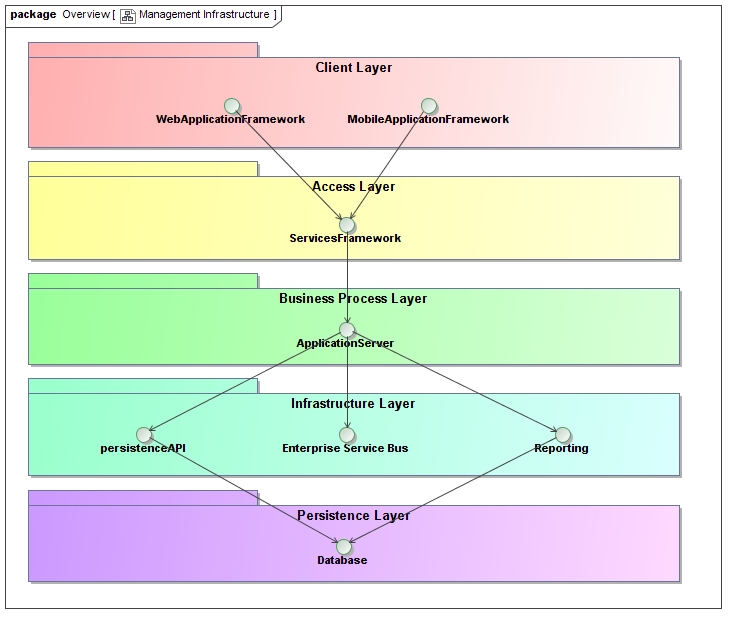 package Overview [ Management Infrastructure ]
Client Layer
WebApplicationFramework MobileApplicationFramework
Access Layer
ServicesFramework
Business Process Layer
ApplicationServer
Infrastructure Layer
persistenceAPI Enterprise Service Bus Reporting
Persistence Layer
Database